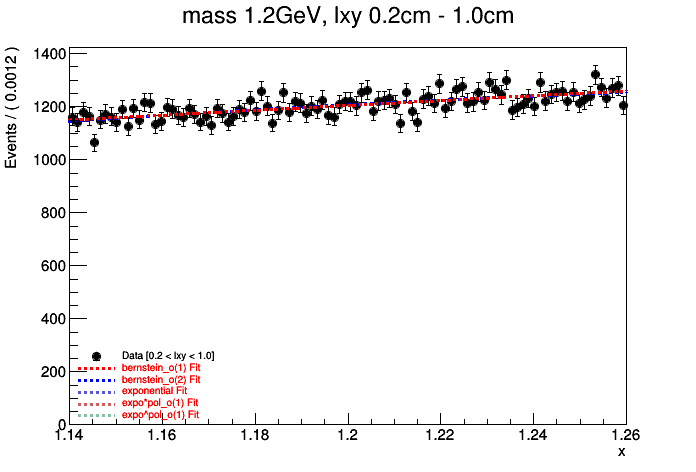 mass 1.2GeV, lxy 0.2cm - 1.0cm
Events / ( 0.0012 )
1400
1200
1000
800
600
400
200
0
Data [0.2 < lxy < 1.0]
bernstein_o(1) Fit
bernstein_o(2) Fit
exponential Fit
expo*pol_o(1) Fit
expo^pol_o(1) Fit
1.14 1.16 1.18 1.2 1.22 1.24 1.26
x